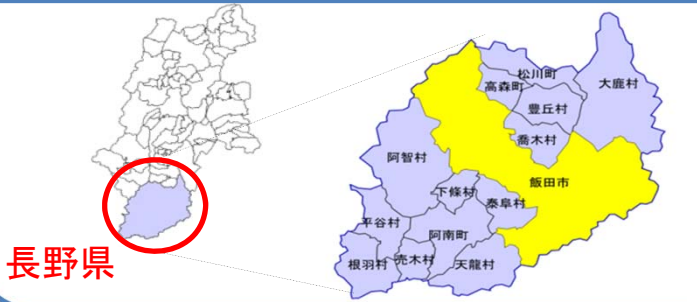 松川町
大鹿村
高森町
豊丘村
喬木村
阿智村
飯田市
下條村
泰阜村
平谷村
阿南町
根羽村
売木村
天龍村
長野県